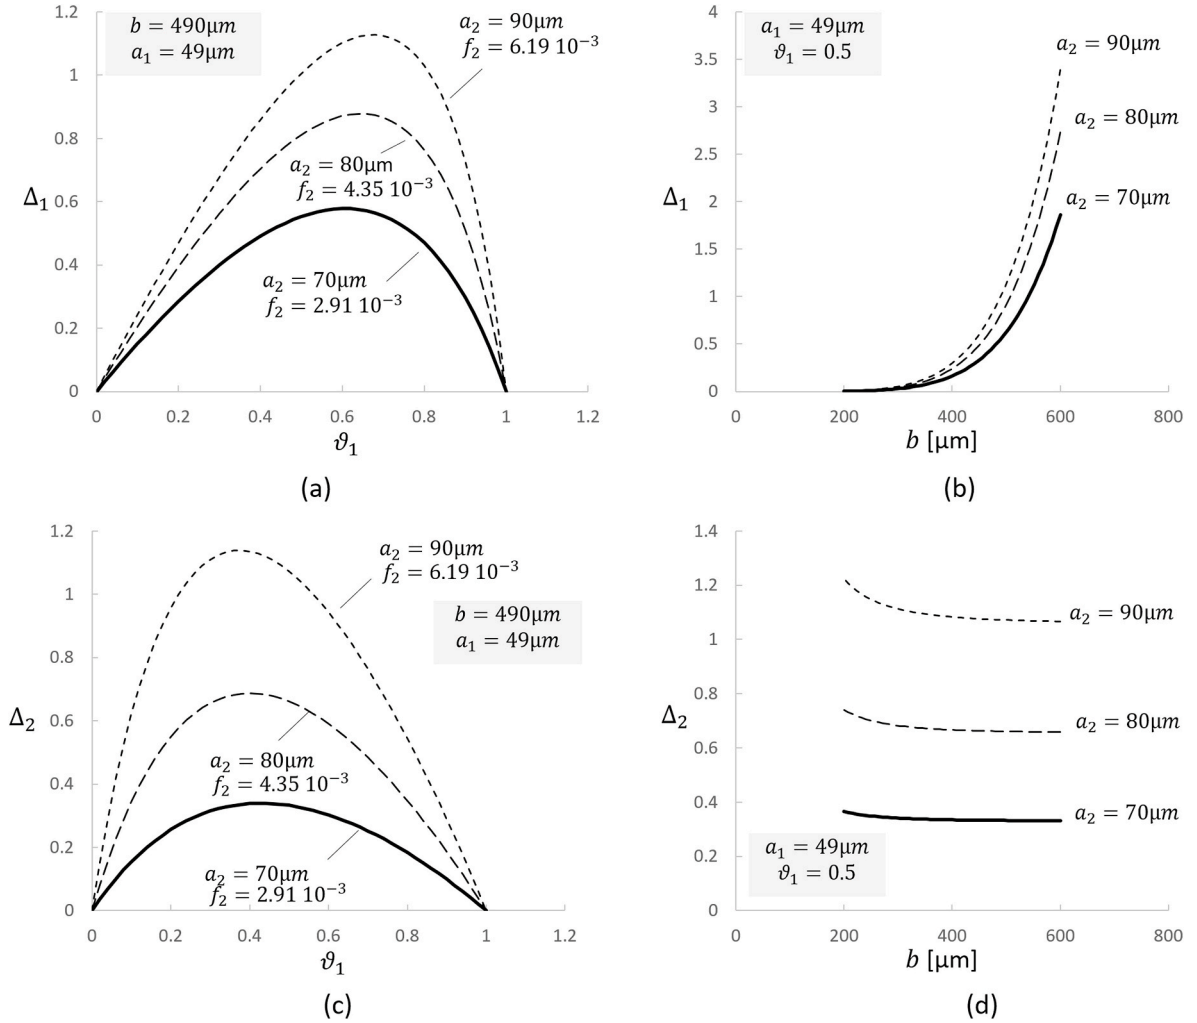 1.2
1
0.8
0.6
0.4
0.2
0
Δ₁
b = 490μm
a₁ = 49μm
a₂ = 90μm
f₂ = 6.19 10⁻³
a₂ = 80μm
f₂ = 4.35 10⁻³
a₂ = 70μm
f₂ = 2.91 10⁻³
0 0.2 0.4 0.6 0.8 1 1.2
ϑ₁
(a)
4
3.5
3
2.5
2
1.5
1
0.5
0
Δ₁
a₁ = 49μm
ϑ₁ = 0.5
a₂ = 90μm
a₂ = 80μm
a₂ = 70μm
0 200 400 600 800
b [μm]
(b)
1.2
1
0.8
0.6
0.4
0.2
0
Δ₂
a₂ = 90μm
f₂ = 6.19 10⁻³
b = 490μm
a₁ = 49μm
a₂ = 80μm
f₂ = 4.35 10⁻³
a₂ = 70μm
f₂ = 2.91 10⁻³
0 0.2 0.4 0.6 0.8 1 1.2
ϑ₁
(c)
1.4
1.2
1
0.8
0.6
0.4
0.2
0
Δ₂
a₂ = 90μm
a₂ = 80μm
a₂ = 70μm
a₁ = 49μm
ϑ₁ = 0.5
0 200 400 600 800
b [μm]
(d)